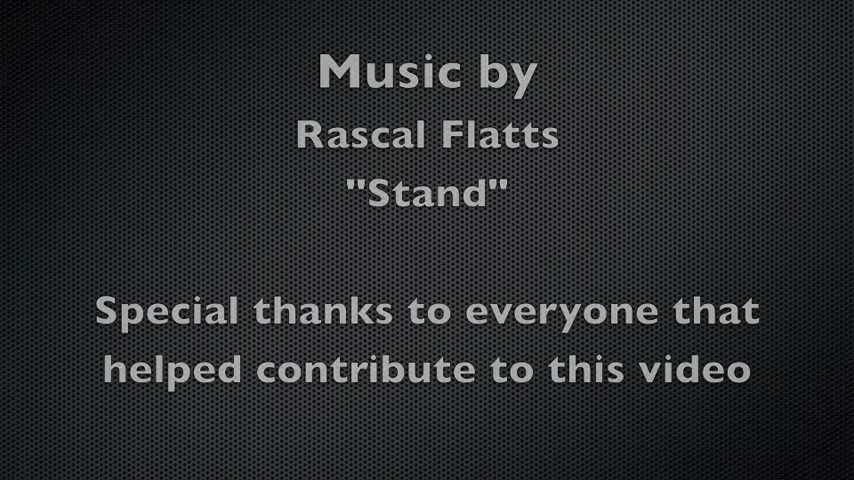 Music by
Rascal Flatts
"Stand"
Special thanks to everyone that
helped contribute to this video